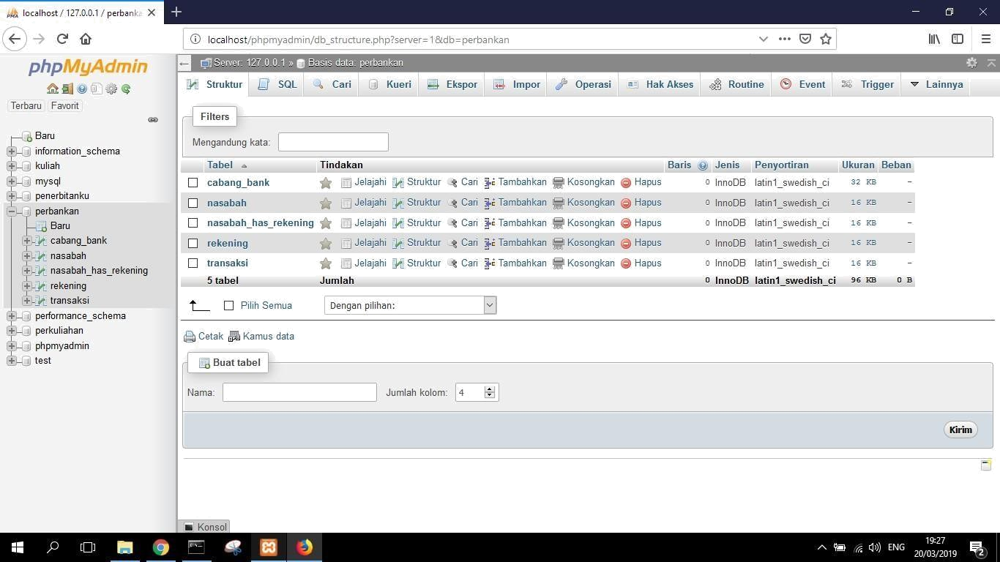 localhost / 127.0.0.1 / perbanka
localhost/phpmyadmin/db_structure.php?server=1&db=perbankan
phpMyAdmin
Terbaru Favorit
Baru
information_schema
kuliah
mysql
penerbitanku
perbankan
Baru
cabang_bank
nasabah
nasabah_has_rekening
rekening
transaksi
performance_schema
perkuliahan
phpmyadmin
test
Server: 127.0.0.1 » Basis data: perbankan
Struktur SQL Cari Kueri Ekspor Impor Operasi Hak Akses Routine Event Trigger Lainnya
Filters
Mengandung kata:
Tabel Tindakan Baris Jenis Penyortiran Ukuran Beban
cabang_bank Jelajahi Struktur Cari Tambahkan Kosongkan Hapus 0 InnoDB latin1_swedish_ci 32 KB -
nasabah Jelajahi Struktur Cari Tambahkan Kosongkan Hapus 0 InnoDB latin1_swedish_ci 16 KB -
nasabah_has_rekening Jelajahi Struktur Cari Tambahkan Kosongkan Hapus 0 InnoDB latin1_swedish_ci 16 KB -
rekening Jelajahi Struktur Cari Tambahkan Kosongkan Hapus 0 InnoDB latin1_swedish_ci 16 KB -
transaksi Jelajahi Struktur Cari Tambahkan Kosongkan Hapus 0 InnoDB latin1_swedish_ci 16 KB -
5 tabel Jumlah 0 InnoDB latin1_swedish_ci 96 KB 0 B
Pilih Semua Dengan pilihan:
Cetak Kamus data
Buat tabel
Nama: Jumlah kolom: 4
Kirim
Konsol
ENG
19:27
20/03/2019
2